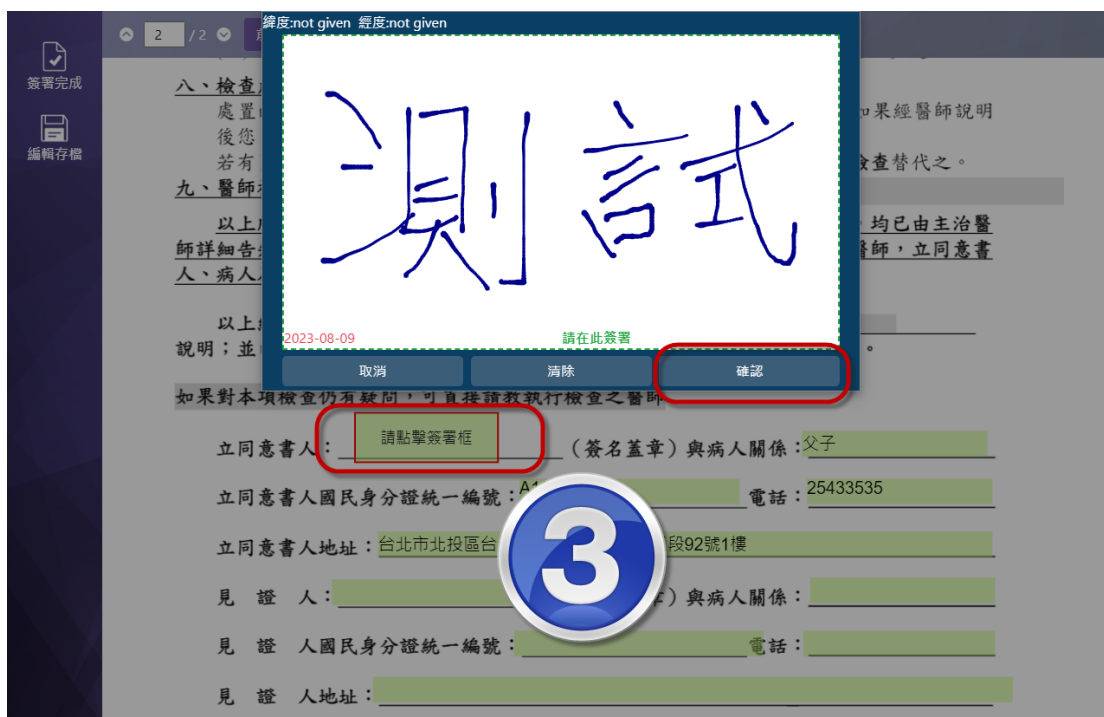 緯度:not given 經度:not given
2 / 2
簽署完成
編輯存檔
測試
2023-08-09
請在此簽署
取消
清除
確認
八、檢查
處置
如果經醫師說明
後您
若有
檢查替代之。
九、醫師
以上
均已由主治醫
師詳細告
醫師,立同意書
人、病人
以上
說明;並
。
如果對本項檢查仍有疑問,可直接請教執行檢查之醫師
立同意書人: 請點擊簽署框 (簽名蓋章)與病人關係:父子
立同意書人國民身分證統一編號: 電話:25433535
立同意書人地址:台北市北投區 段92號1樓
3
見 證 人: )與病人關係:
見 證 人國民身分證統一編號: 電話:
見 證 人地址: